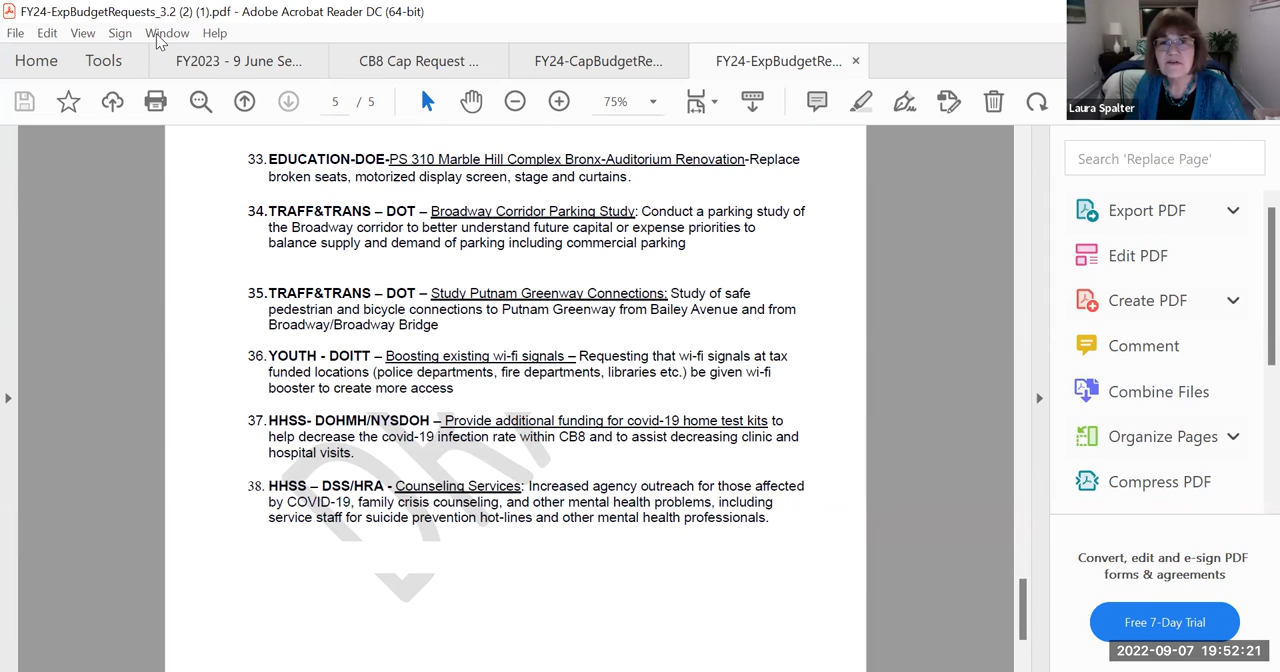 FY24-ExpBudgetRequests_3.2 (2) (1).pdf - Adobe Acrobat Reader DC (64-bit)
File Edit View Sign Window Help
Home Tools FY2023 - 9 June Se... CB8 Cap Request ... FY24-CapBudgetRe... FY24-ExpBudgetRe... ×
5 / 5 75%
Laura Spalter
33. EDUCATION-DOE-PS 310 Marble Hill Complex Bronx-Auditorium Renovation-Replace
broken seats, motorized display screen, stage and curtains.
34. TRAFF&TRANS – DOT – Broadway Corridor Parking Study: Conduct a parking study of
the Broadway corridor to better understand future capital or expense priorities to
balance supply and demand of parking including commercial parking
35. TRAFF&TRANS – DOT – Study Putnam Greenway Connections: Study of safe
pedestrian and bicycle connections to Putnam Greenway from Bailey Avenue and from
Broadway/Broadway Bridge
36. YOUTH - DOITT – Boosting existing wi-fi signals – Requesting that wi-fi signals at tax
funded locations (police departments, fire departments, libraries etc.) be given wi-fi
booster to create more access
37. HHSS- DOHMH/NYSDOH – Provide additional funding for covid-19 home test kits to
help decrease the covid-19 infection rate within CB8 and to assist decreasing clinic and
hospital visits.
38. HHSS – DSS/HRA - Counseling Services: Increased agency outreach for those affected
by COVID-19, family crisis counseling, and other mental health problems, including
service staff for suicide prevention hot-lines and other mental health professionals.
Search 'Replace Page'
Export PDF
Edit PDF
Create PDF
Comment
Combine Files
Organize Pages
Compress PDF
Convert, edit and e-sign PDF
forms & agreements
Free 7-Day Trial
2022-09-07 19:52:21